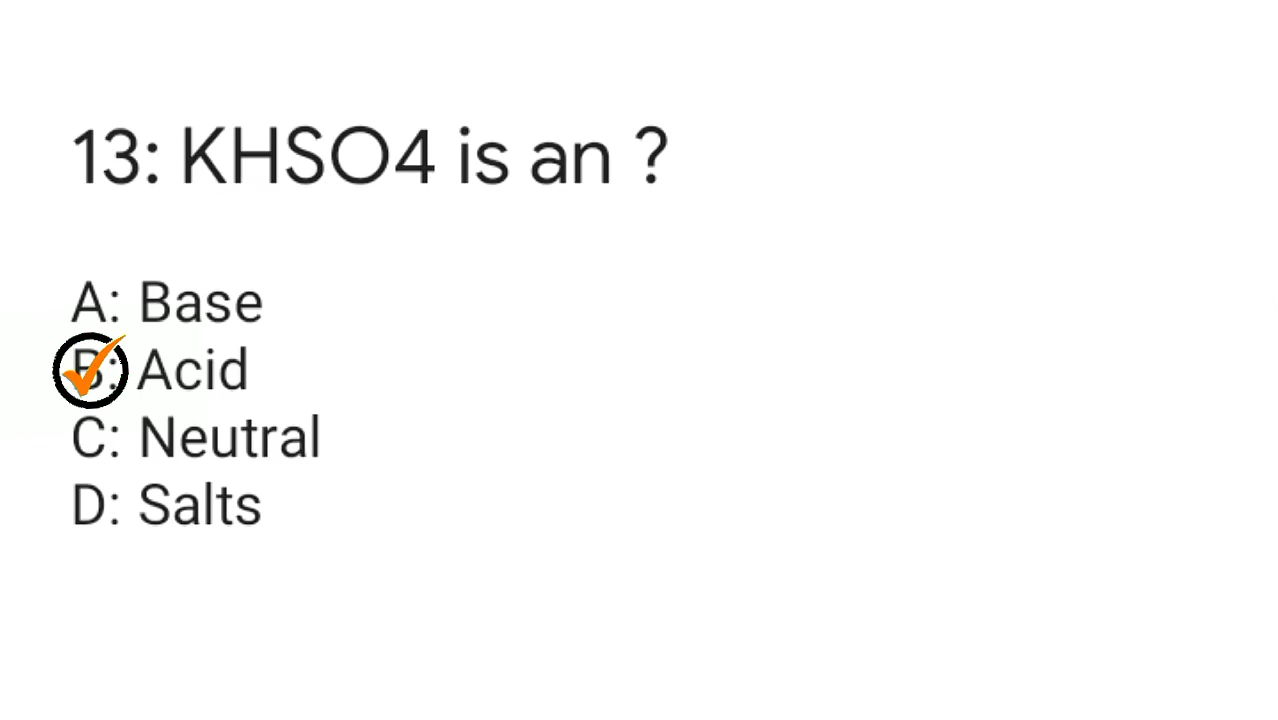 13: KHSO4 is an ?
A: Base
B: Acid
C: Neutral
D: Salts